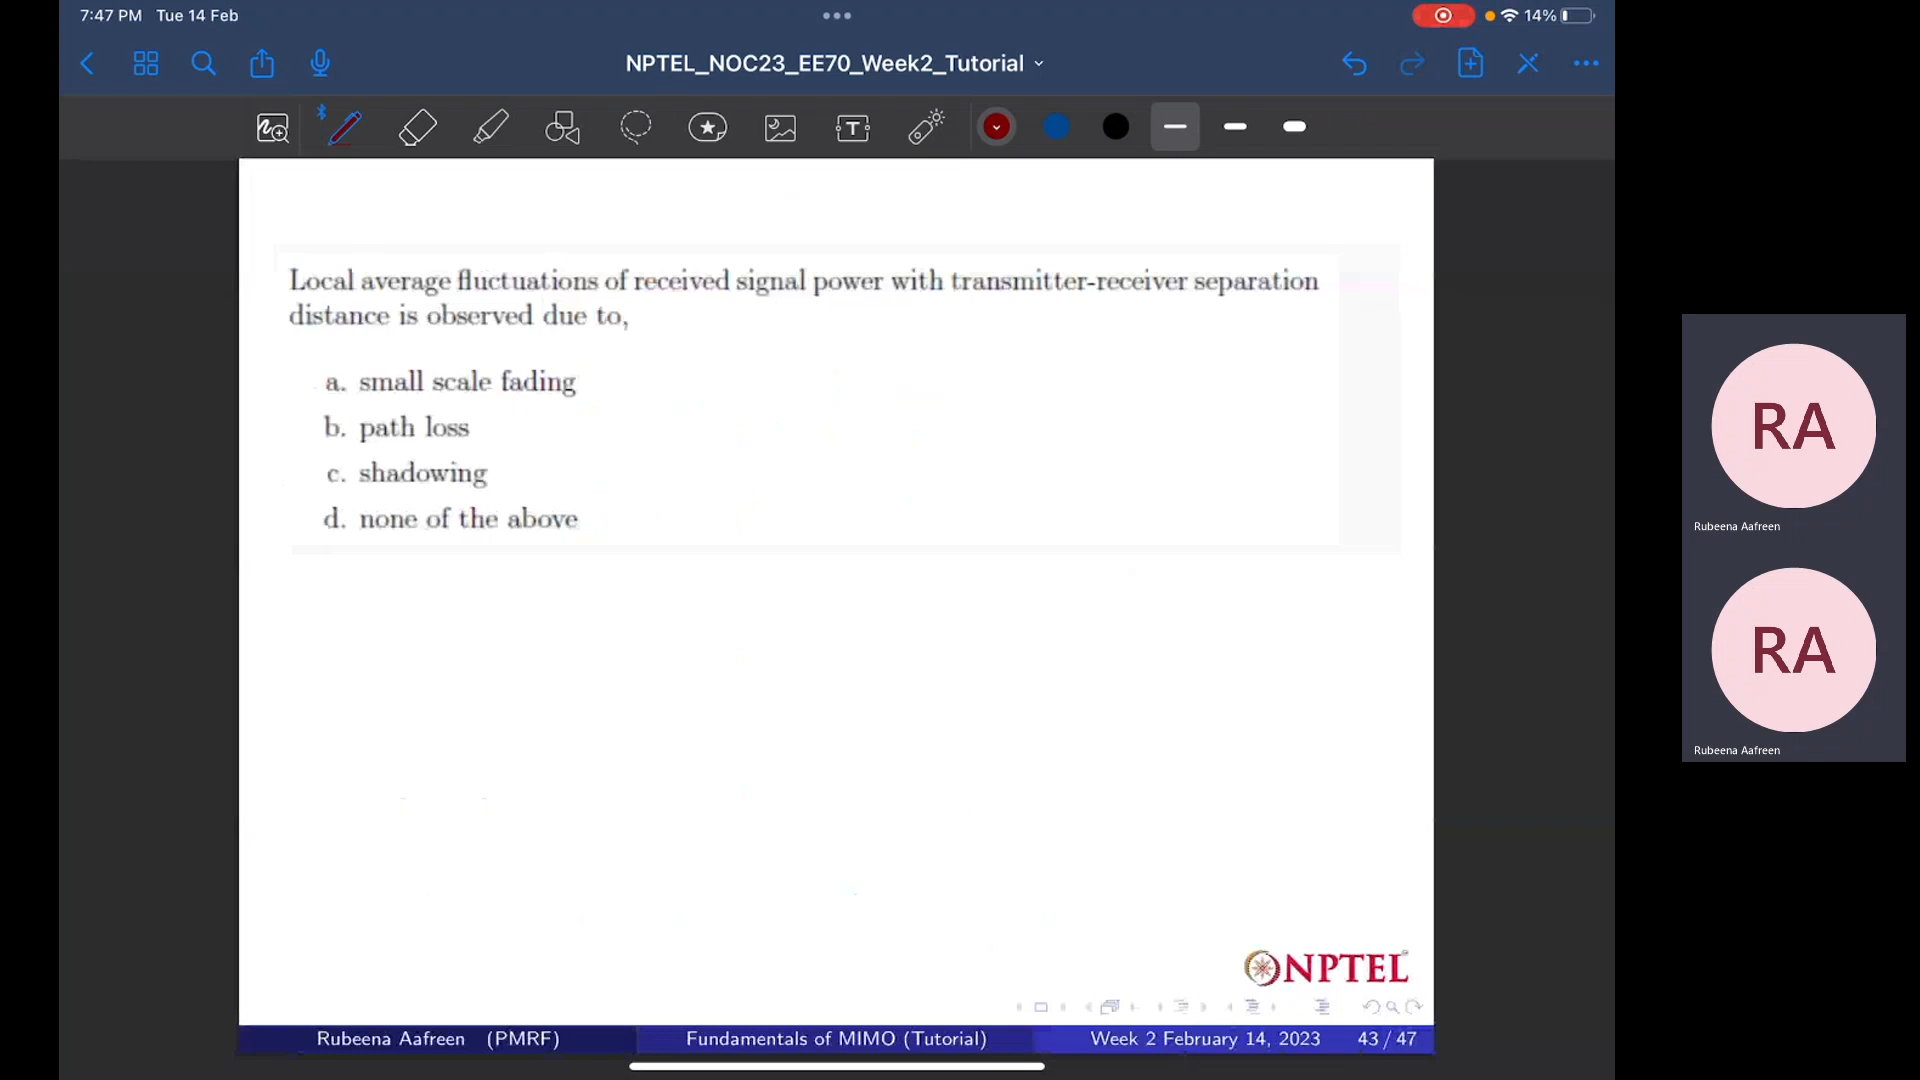 7:47 PM Tue 14 Feb
14%
NPTEL_NOC23_EE70_Week2_Tutorial
T
Local average fluctuations of received signal power with transmitter-receiver separation
distance is observed due to,
a. small scale fading
b. path loss
c. shadowing
d. none of the above
NPTEL
Rubeena Aafreen (PMRF) Fundamentals of MIMO (Tutorial) Week 2 February 14, 2023 43 / 47
RA
Rubeena Aafreen
RA
Rubeena Aafreen